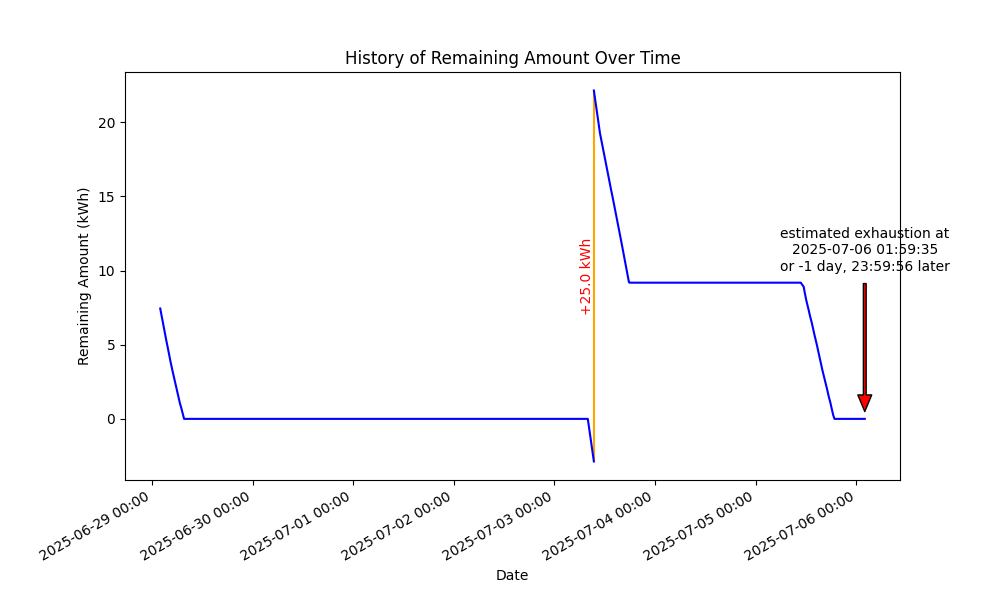 History of Remaining Amount Over Time
Remaining Amount (kWh)
20
15
10
5
0
+25.0 kWh
estimated exhaustion at
2025-07-06 01:59:35
or -1 day, 23:59:56 later
2025-06-29 00:00
2025-06-30 00:00
2025-07-01 00:00
2025-07-02 00:00
2025-07-03 00:00
2025-07-04 00:00
2025-07-05 00:00
2025-07-06 00:00
Date